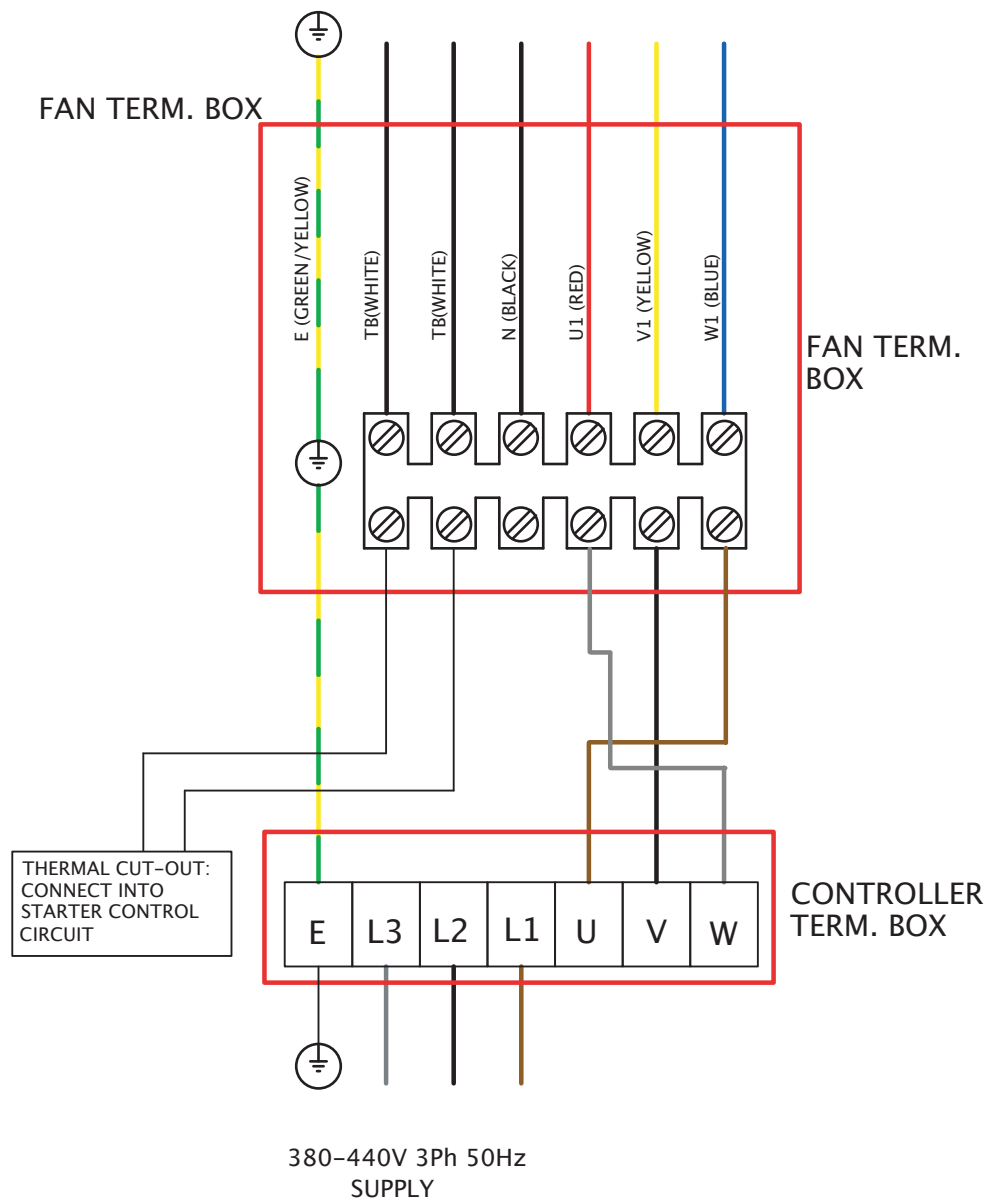 FAN TERM. BOX
E (GREEN/YELLOW)
TB(WHITE)
TB(WHITE)
N (BLACK)
U1 (RED)
V1 (YELLOW)
W1 (BLUE)
FAN TERM.
BOX
THERMAL CUT-OUT:
CONNECT INTO
STARTER CONTROL
CIRCUIT
E L3 L2 L1 U V W
CONTROLLER
TERM. BOX
380-440V 3Ph 50Hz
SUPPLY